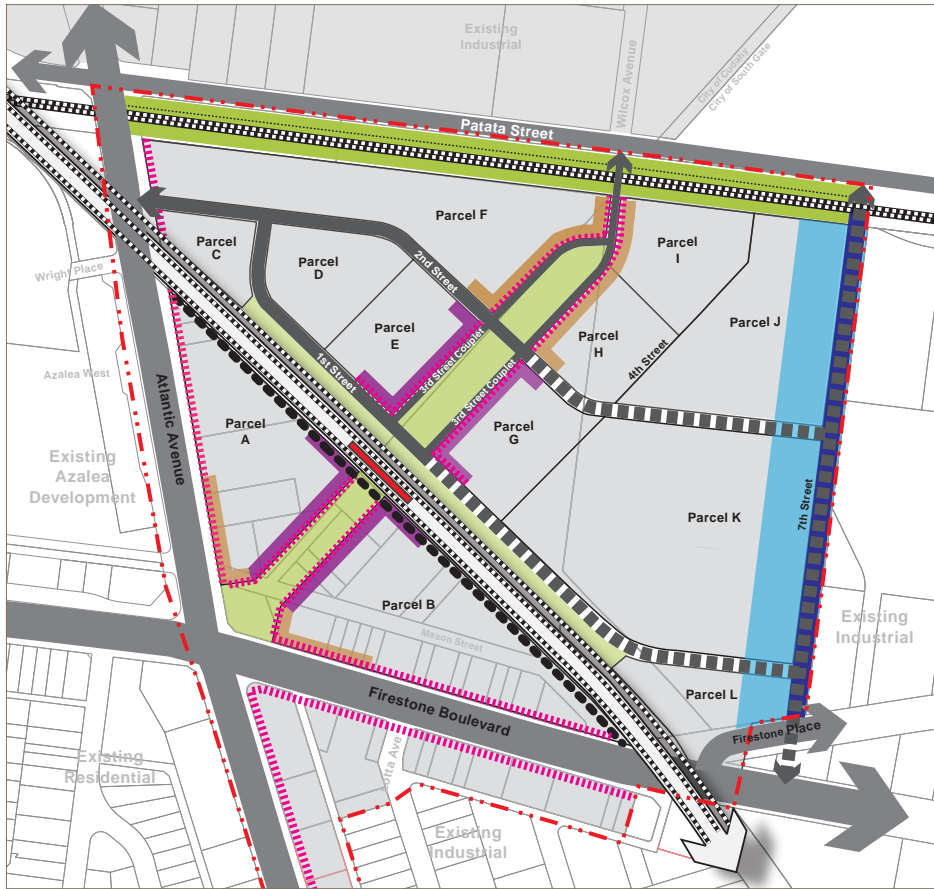 Existing
Industrial
Wilcox Avenue
City of Cudahy
City of South Gate
Patata Street
Parcel F
Parcel
C
Parcel
D
Parcel
I
2nd Street
Wright Place
Parcel
E
Parcel J
Parcel
H
4th Street
3rd Street Couplet
3rd Street Couplet
1st Street
Azalea West
Atlantic Avenue
Parcel
A
Parcel
G
Existing
Azalea
Development
7th Street
Parcel K
Parcel B
Mason Street
Existing
Industrial
Parcel L
Firestone Boulevard
Firestone Place
Existing
Residential
otta Ave
Existing
Industrial